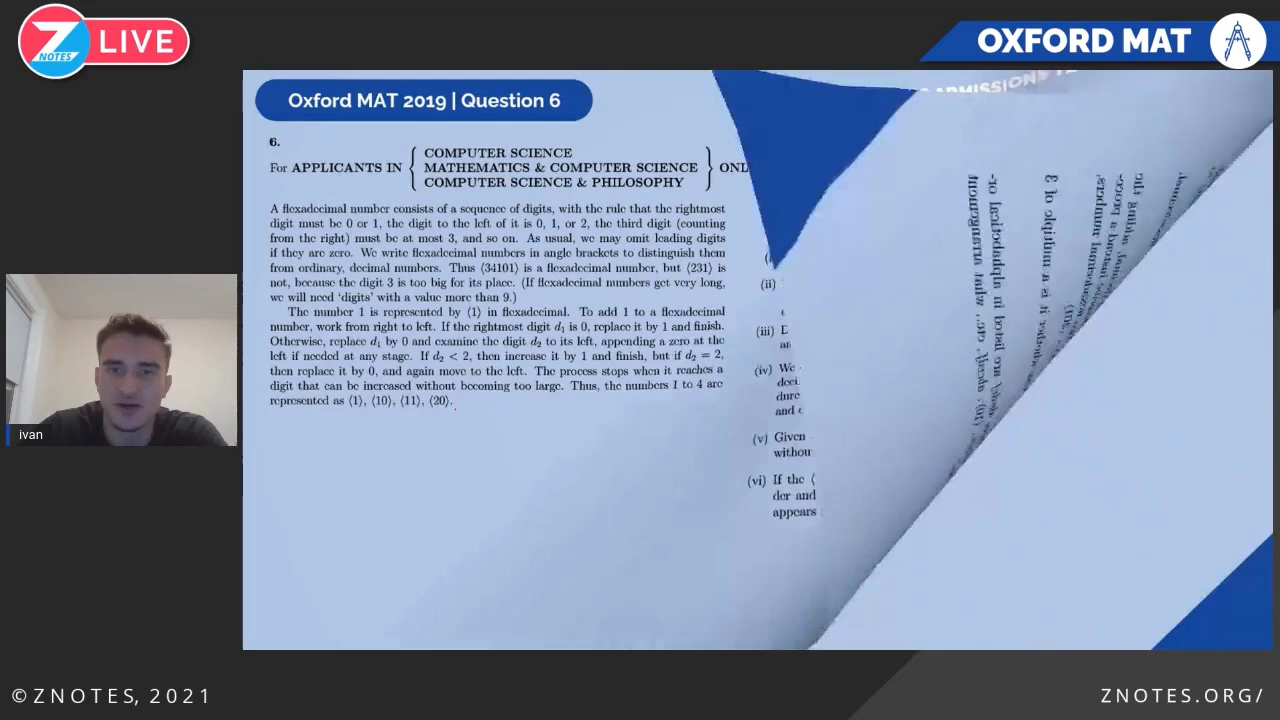 Z NOTES LIVE
OXFORD MAT
Oxford MAT 2019 | Question 6
6.
For APPLICANTS IN { COMPUTER SCIENCE
MATHEMATICS & COMPUTER SCIENCE
COMPUTER SCIENCE & PHILOSOPHY } ONL
A flexadecimal number consists of a sequence of digits, with the rule that the rightmost
digit must be 0 or 1, the digit to the left of it is 0, 1, or 2, the third digit (counting
from the right) must be at most 3, and so on. As usual, we may omit leading digits
if they are zero. We write flexadecimal numbers in angle brackets to distinguish them
from ordinary, decimal numbers. Thus ⟨34101⟩ is a flexadecimal number, but ⟨231⟩ is
not, because the digit 3 is too big for its place. (If flexadecimal numbers get very long,
we will need ‘digits’ with a value more than 9.)
The number 1 is represented by ⟨1⟩ in flexadecimal. To add 1 to a flexadecimal
number, work from right to left. If the rightmost digit d₁ is 0, replace it by 1 and finish.
Otherwise, replace d₁ by 0 and examine the digit d₂ to its left, appending a zero at the
left if needed at any stage. If d₂ < 2, then increase it by 1 and finish, but if d₂ = 2,
then replace it by 0, and again move to the left. The process stops when it reaches a
digit that can be increased without becoming too large. Thus, the numbers 1 to 4 are
represented as ⟨1⟩, ⟨10⟩, ⟨11⟩, ⟨20⟩.
(ii)
(iii)
(iv) We
deci
dure
and
(v) Given
withou
(vi) If the ⟨
der and
appears
ADMISSIONS
ivan
© ZNOTES, 2021
ZNOTES.ORG/